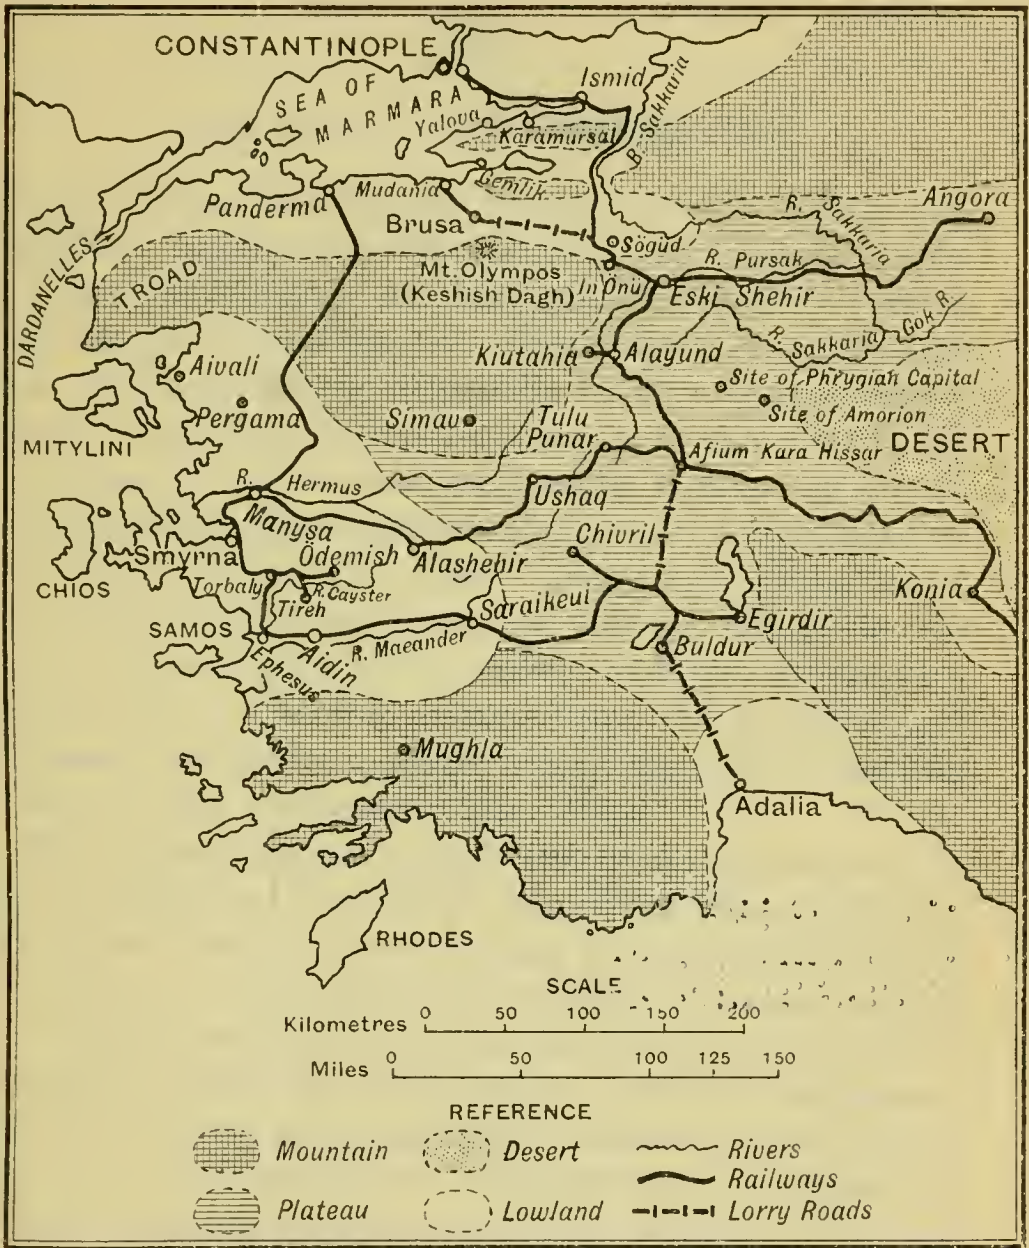 CONSTANTINOPLE
SEA OF
MARMARA
Ismid
Yalova
Karamursal
R. Sakkaria
Gemlik
Mudania
Panderma
Brusa
Angora
R. Sakkaria
Sögüd
DARDANELLES
TROAD
Mt. Olympos
(Keshish Dagh)
In Önü
R. Pursak
Eski Shehir
Gok R.
R. Sakkaria
Kiutahia
Alayund
Aivali
Site of Phrygian Capital
Pergama
Site of Amorion
Simav
Tulu
Punar
MITYLINI
DESERT
Afium Kara Hissar
R. Hermus
Ushaq
Manysa
Chivril
Smyrna
Ödemish
Alashehir
CHIOS
Torbaly
R. Cayster
Tireh
Konia
Saraikeui
Egirdir
SAMOS
R. Maeander
Buldur
Ephesus
Aidin
Mughla
Adalia
RHODES
SCALE
Kilometres 0 50 100 150 200
Miles 0 50 100 125 150
REFERENCE
Mountain Desert Rivers
Railways
Plateau Lowland Lorry Roads